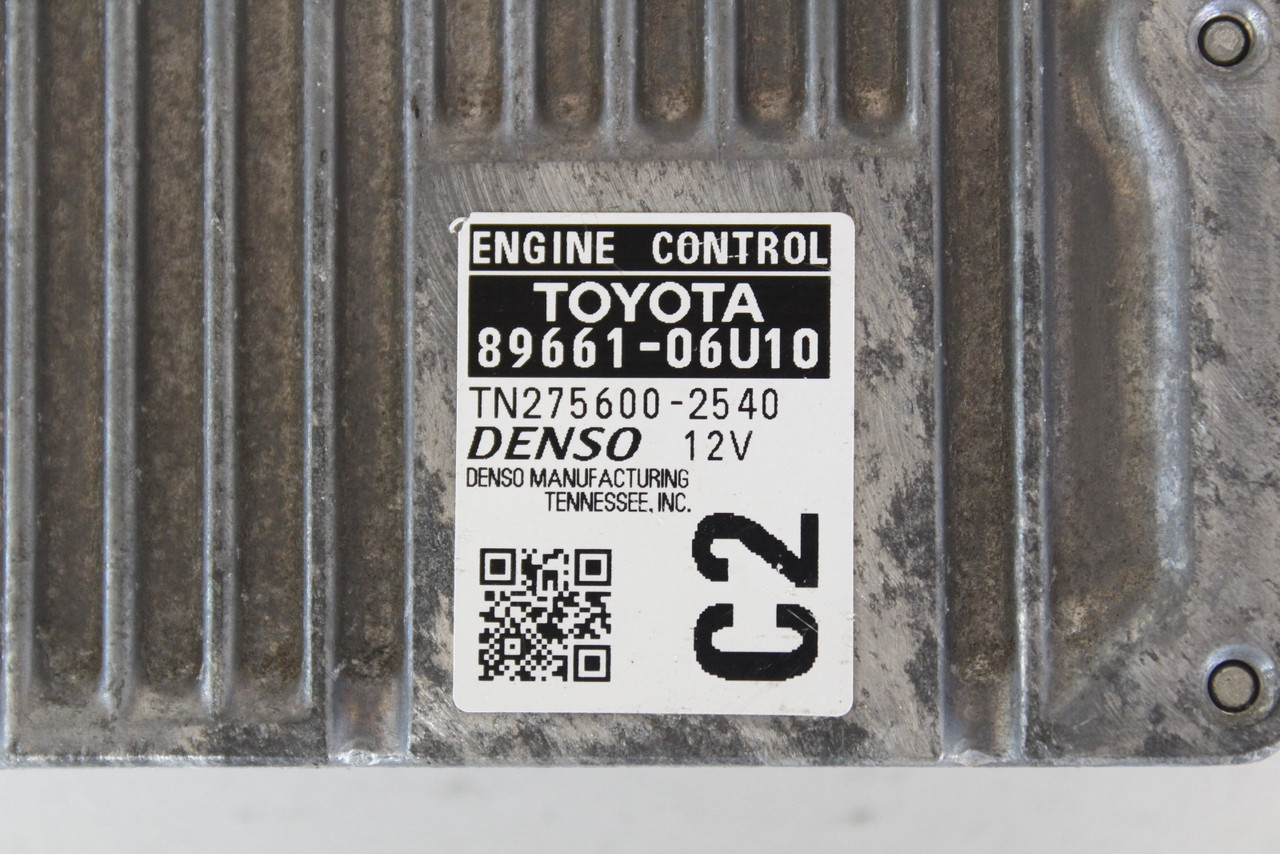 ENGINE CONTROL
TOYOTA
89661-06U10
TN275600-2540
DENSO 12V
DENSO MANUFACTURING
TENNESSEE, INC.
C2